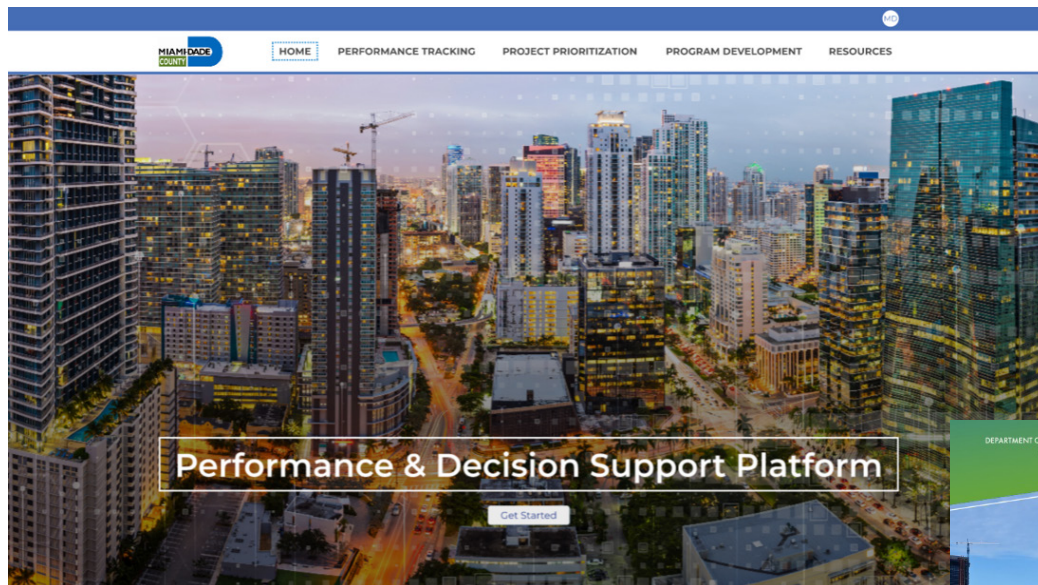 MD
MIAMI-DADE
COUNTY
HOME PERFORMANCE TRACKING PROJECT PRIORITIZATION PROGRAM DEVELOPMENT RESOURCES
Performance & Decision Support Platform
Get Started
DEPARTMENT